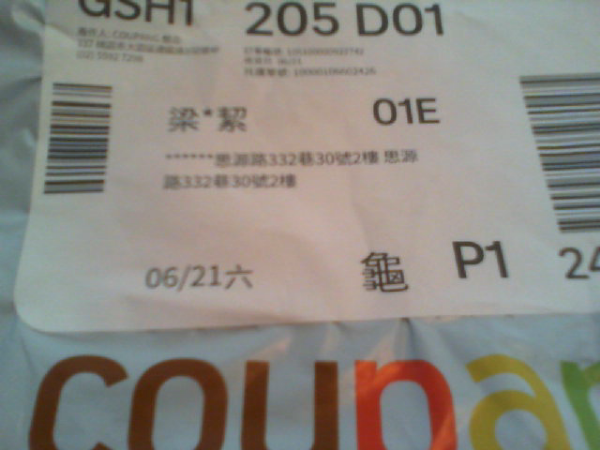 GSH1 205 D01
梁*絜 01E
******思源路332巷30號2樓 思源
路332巷30號2樓
06/21六 龜 P1 24
coupan